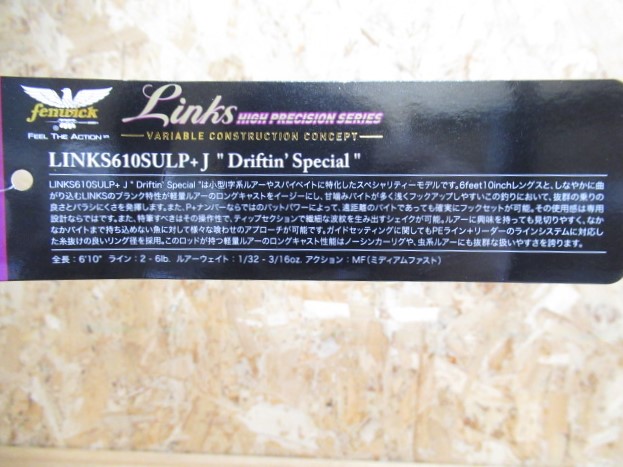 fenwick
®
FEEL THE ACTION
Links HIGH PRECISION SERIES
VARIABLE CONSTRUCTION CONCEPT
LINKS610SULP+J " Driftin' Special "
LINKS610SULP+ J " Driftin' Special "は小型I字系ルアーやスパイベイトに特化したスペシャリティーモデルです。6feet10inchレングスと、しなやかに曲
がり込むLINKSのブランク特性が軽量ルアーのロングキャストをイージーにし、甘噛みバイトが多く浅くフックアップしやすいこの釣りにおいて、抜群の乗りの
良さとバラシにくさを発揮します。また、P+ナンバーならではのバットパワーによって、遠距離のバイトであっても確実にフックセットが可能。その使用感は専用
設計ならではです。また、特筆すべきはその操作性で、ティップセクションで繊細な波紋を生み出すシェイクが可能。ルアーに興味を持っても見切りやすく、なか
なかバイトまで持ち込めない魚に対して様々な喰わせのアプローチが可能です。ガイドセッティングに関してもPEライン+リーダーのラインシステムに対応し
た糸抜けの良いリング径を採用。このロッドが持つ軽量ルアーのロングキャスト性能はノーシンカーリグや、虫系ルアーにも抜群な扱いやすさを誇ります。
全長:6'10" ライン:2 - 6lb. ルアーウェイト:1/32 - 3/16oz. アクション:MF(ミディアムファスト)